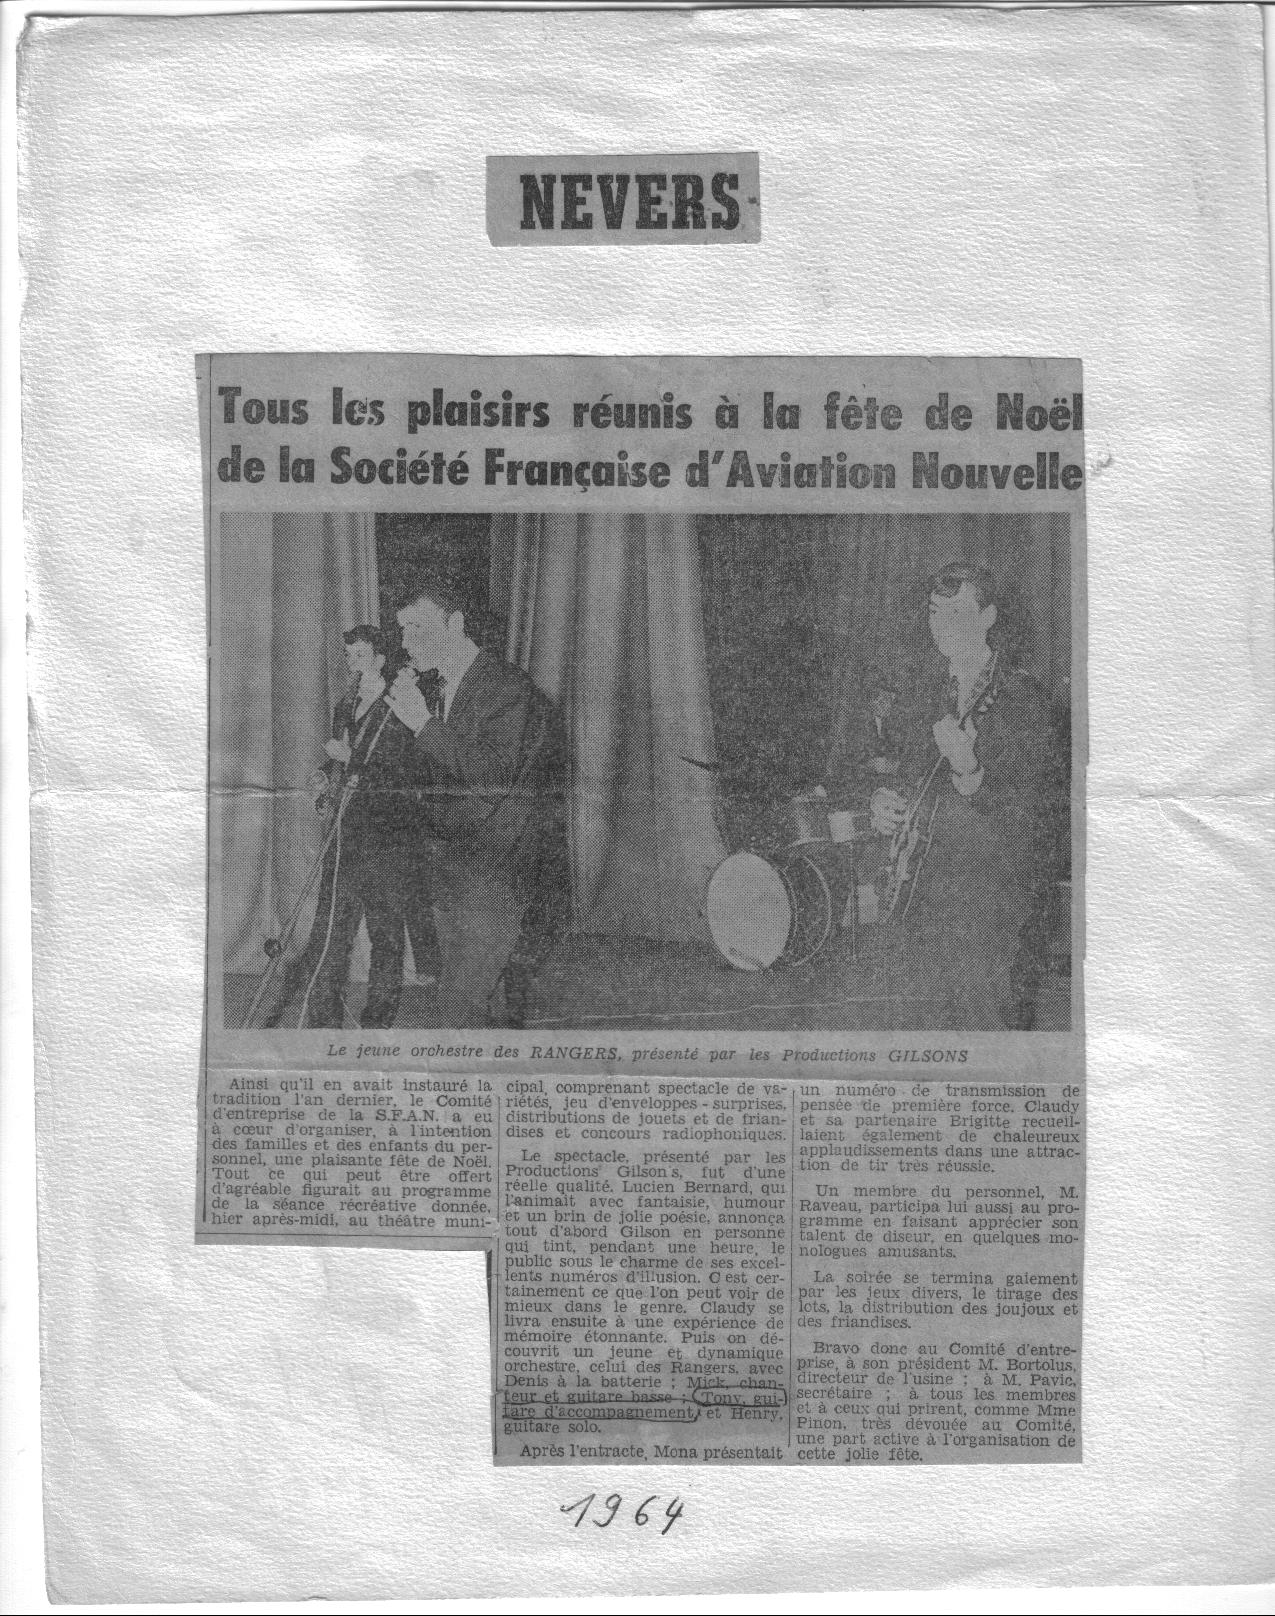 NEVERS
Tous les plaisirs réunis à la fête de Noël
de la Société Française d'Aviation Nouvelle
Le jeune orchestre des RANGERS, présenté par les Productions GILSONS
Ainsi qu'il en avait instauré la
tradition l'an dernier, le Comité
d'entreprise de la S.F.A.N. a eu
à cœur d'organiser, à l'intention
des familles et des enfants du per-
sonnel, une plaisante fête de Noël.
Tout ce qui peut être offert
d'agréable figurait au programme
de la séance récréative donnée,
hier après-midi, au théâtre muni-
cipal, comprenant spectacle de va-
riétés, jeu d'enveloppes - surprises,
distributions de jouets et de frian-
dises et concours radiophoniques.
Le spectacle, présenté par les
Productions Gilson's, fut d'une
réelle qualité. Lucien Bernard, qui
l'animait avec fantaisie, humour
et un brin de jolie poésie, annonça
tout d'abord Gilson en personne
qui tint, pendant une heure, le
public sous le charme de ses excel-
lents numéros d'illusion. C'est cer-
tainement ce que l'on peut voir de
mieux dans le genre. Claudy se
livra ensuite à une expérience de
mémoire étonnante. Puis on dé-
couvrit un jeune et dynamique
orchestre, celui des Rangers, avec
Denis à la batterie ; Mick, chan-
teur et guitare basse ; Tony, gui-
tare d'accompagnement, et Henry,
guitare solo.
Après l'entracte, Mona présentait
un numéro de transmission de
pensée de première force. Claudy
et sa partenaire Brigitte recueil-
laient également de chaleureux
applaudissements dans une attrac-
tion de tir très réussie.
Un membre du personnel, M.
Raveau, participa lui aussi au pro-
gramme en faisant apprécier son
talent de diseur, en quelques mo-
nologues amusants.
La soirée se termina gaiement
par les jeux divers, le tirage des
lots, la distribution des joujoux et
des friandises.
Bravo donc au Comité d'entre-
prise, à son président M. Bortolus,
directeur de l'usine ; à M. Pavic,
secrétaire ; à tous les membres
et à ceux qui prirent, comme Mme
Pinon, très dévouée au Comité,
une part active à l'organisation de
cette jolie fête.
1964